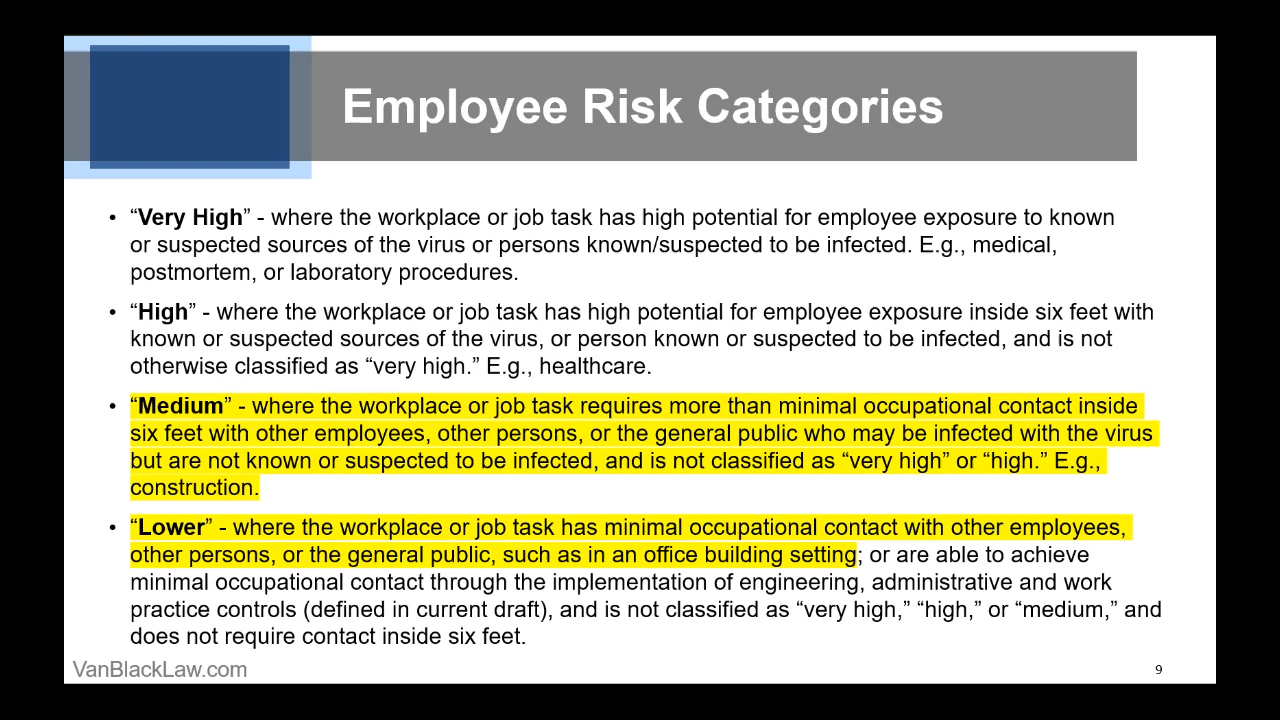 Employee Risk Categories
• “Very High” - where the workplace or job task has high potential for employee exposure to known
or suspected sources of the virus or persons known/suspected to be infected. E.g., medical,
postmortem, or laboratory procedures.
• “High” - where the workplace or job task has high potential for employee exposure inside six feet with
known or suspected sources of the virus, or person known or suspected to be infected, and is not
otherwise classified as “very high.” E.g., healthcare.
• “Medium” - where the workplace or job task requires more than minimal occupational contact inside
six feet with other employees, other persons, or the general public who may be infected with the virus
but are not known or suspected to be infected, and is not classified as “very high” or “high.” E.g.,
construction.
• “Lower” - where the workplace or job task has minimal occupational contact with other employees,
other persons, or the general public, such as in an office building setting; or are able to achieve
minimal occupational contact through the implementation of engineering, administrative and work
practice controls (defined in current draft), and is not classified as “very high,” “high,” or “medium,” and
does not require contact inside six feet.
VanBlackLaw.com
9